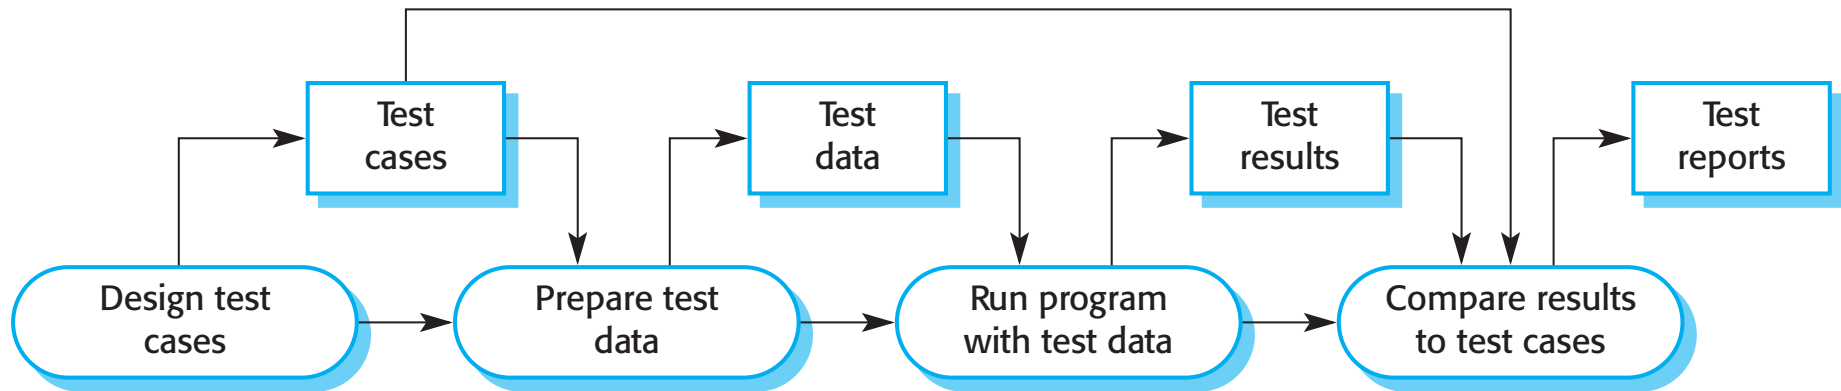 Test
cases
Test
data
Test
results
Test
reports
Design test
cases
Prepare test
data
Run program
with test data
Compare results
to test cases